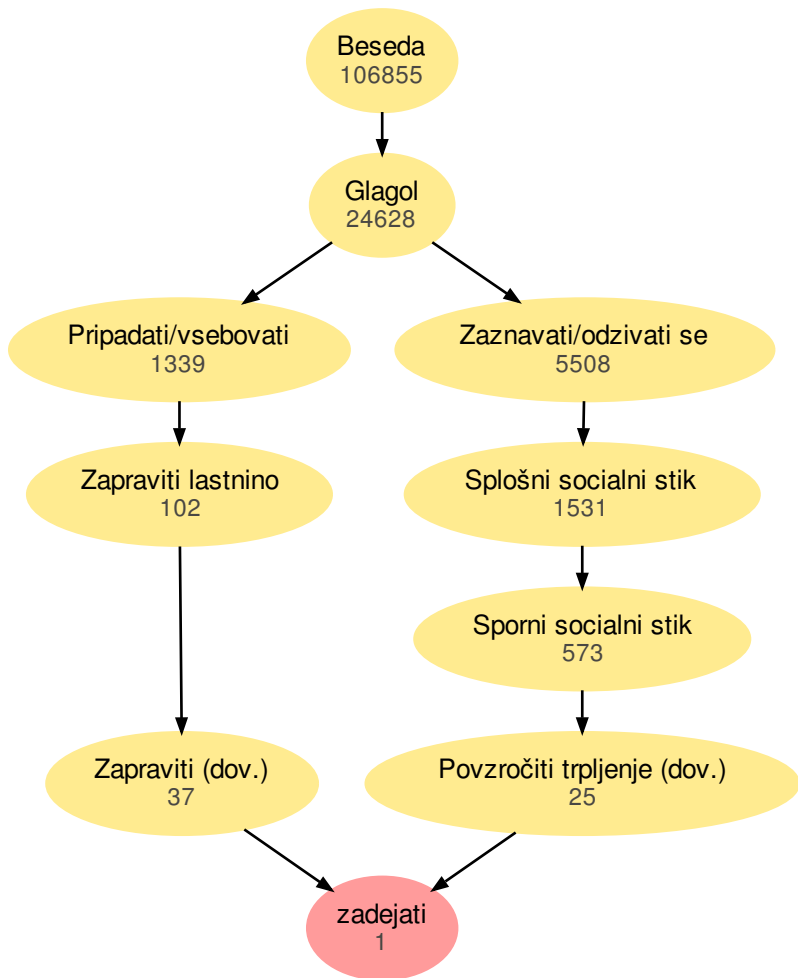 Beseda
106855
Glagol
24628
Pripadati/vsebovati
1339
Zaznavati/odzivati se
5508
Zapraviti lastnino
102
Splošni socialni stik
1531
Sporni socialni stik
573
Zapraviti (dov.)
37
Povzročiti trpljenje (dov.)
25
zadejati
1